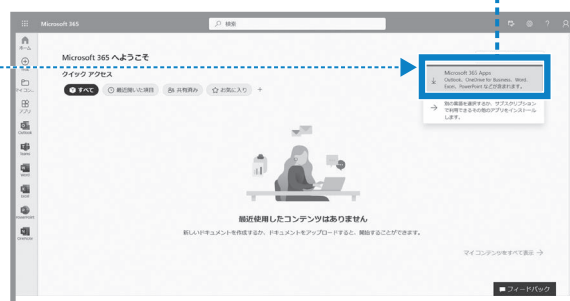 Microsoft 365
検索
ホーム
Microsoft 365 へようこそ
クイック アクセス
すべて
最近開いた項目
共有済み
お気に入り
+
アプリ
Outlook
Teams
Word
Excel
PowerPoint
OneNote
Microsoft 365 Apps
Outlook、OneDrive for Business、Word、
Excel、PowerPoint などが含まれます。
別の言語を選択するか、サブスクリプション
で利用できるその他のアプリをインストール
します。
最近使用したコンテンツはありません
新しいドキュメントを作成するか、ドキュメントをアップロードすると、開始することができます。
マイ コンテンツをすべて表示 →
フィードバック